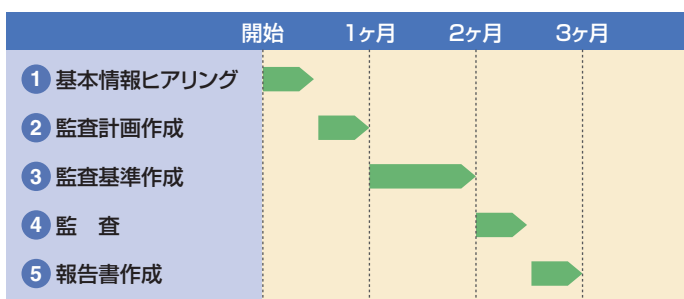 開始 1ヶ月 2ヶ月 3ヶ月
1 基本情報ヒアリング
2 監査計画作成
3 監査基準作成
4 監 査
5 報告書作成